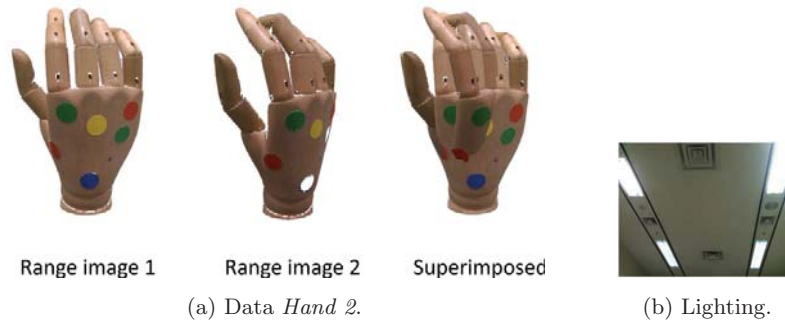 Range image 1 Range image 2 Superimposed
(a) Data Hand 2. (b) Lighting.